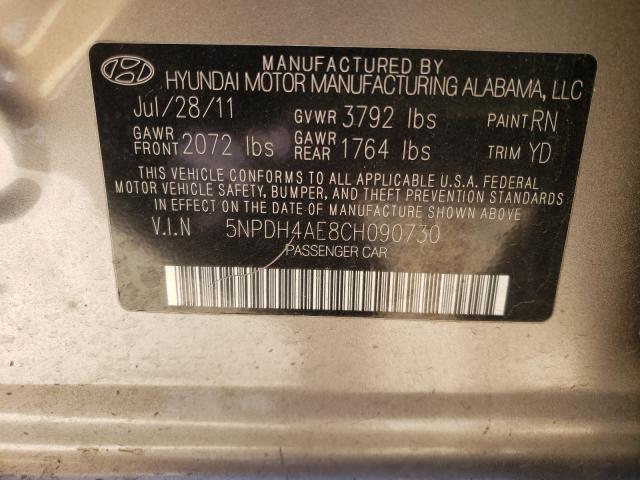 MANUFACTURED BY
HYUNDAI MOTOR MANUFACTURING ALABAMA, LLC
Jul/28/11 GVWR 3792 lbs PAINT RN
GAWR FRONT 2072 lbs GAWR REAR 1764 lbs TRIM YD
THIS VEHICLE CONFORMS TO ALL APPLICABLE U.S.A. FEDERAL
MOTOR VEHICLE SAFETY, BUMPER, AND THEFT PREVENTION STANDARDS
IN EFFECT ON THE DATE OF MANUFACTURE SHOWN ABOVE.
V.I.N 5NPDH4AE8CH090730
PASSENGER CAR